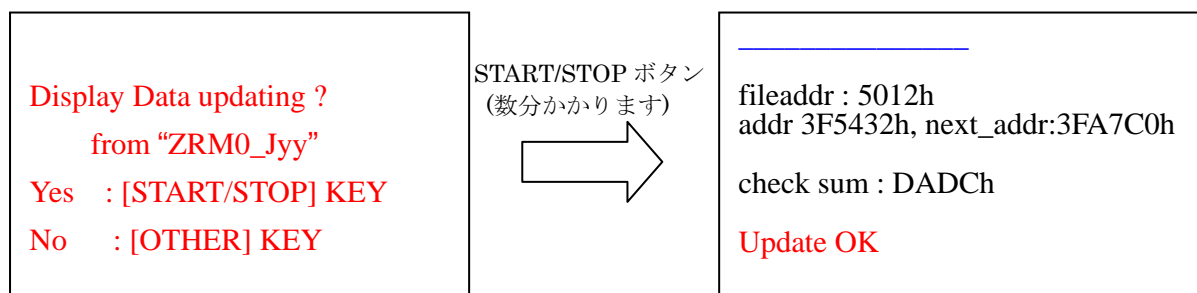 Display Data updating ?
from “ZRM0_Jyy”
Yes : [START/STOP] KEY
No : [OTHER] KEY
START/STOP ボタン
(数分かかります)
_______________
fileaddr : 5012h
addr 3F5432h, next_addr:3FA7C0h
check sum : DADCh
Update OK